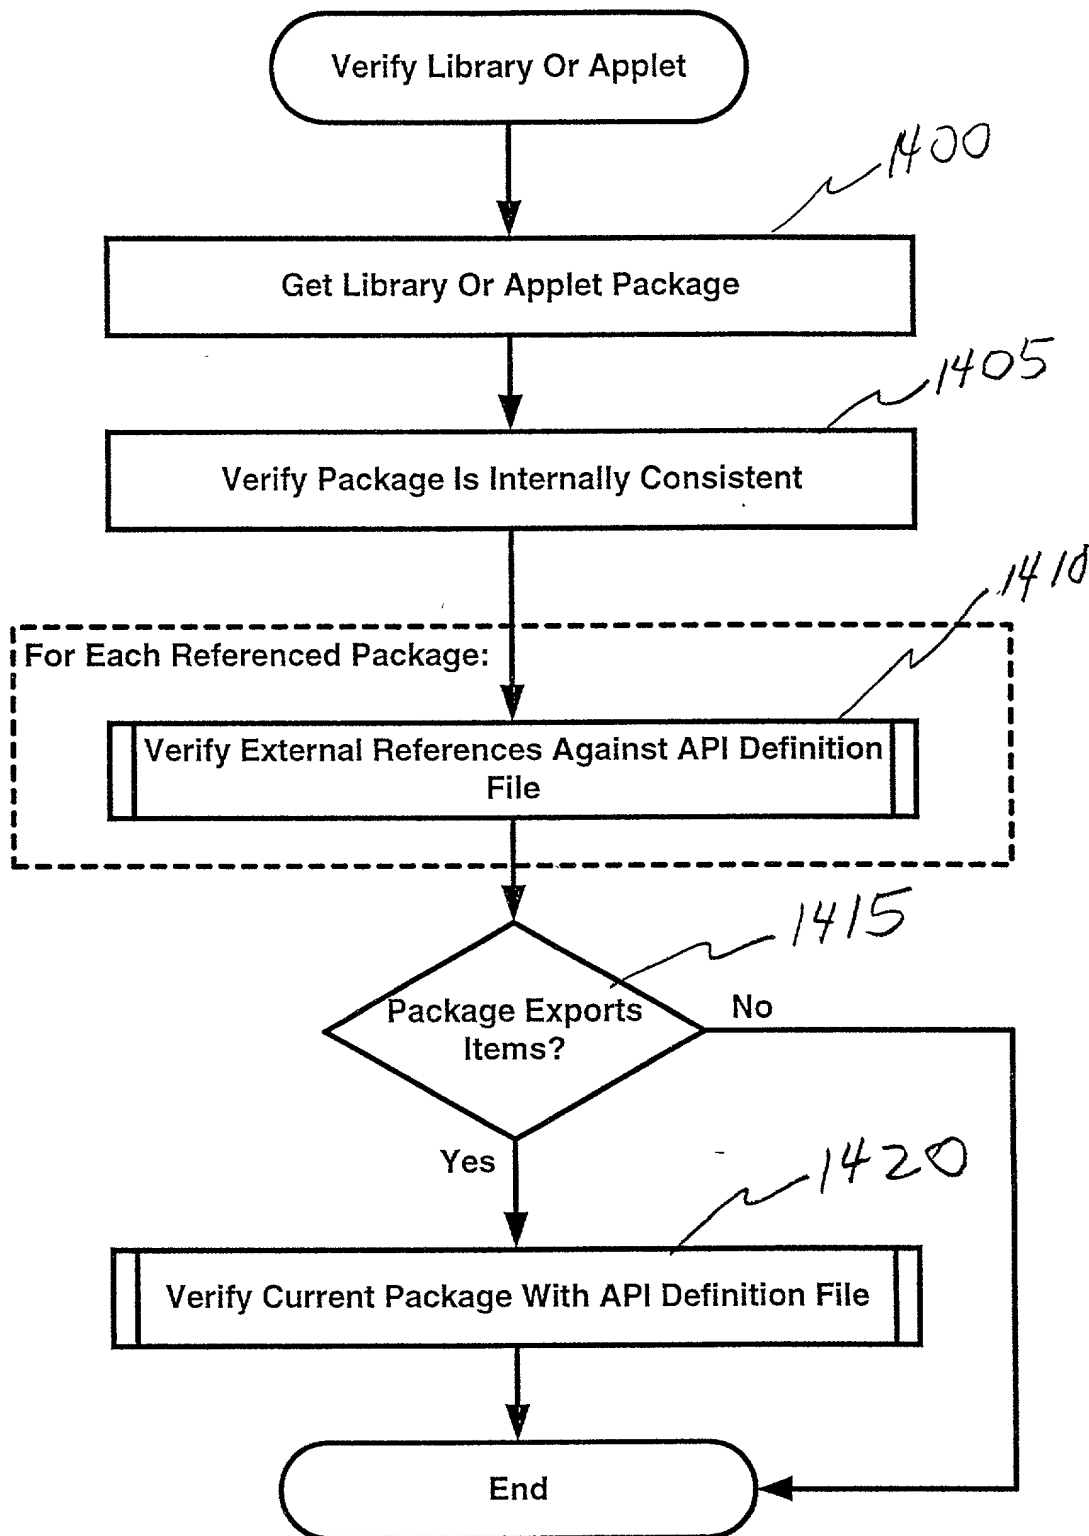 Verify Library Or Applet
1400
Get Library Or Applet Package
1405
Verify Package Is Internally Consistent
1410
For Each Referenced Package:
Verify External References Against API Definition
File
1415
Package Exports
Items?
No
Yes
1420
Verify Current Package With API Definition File
End